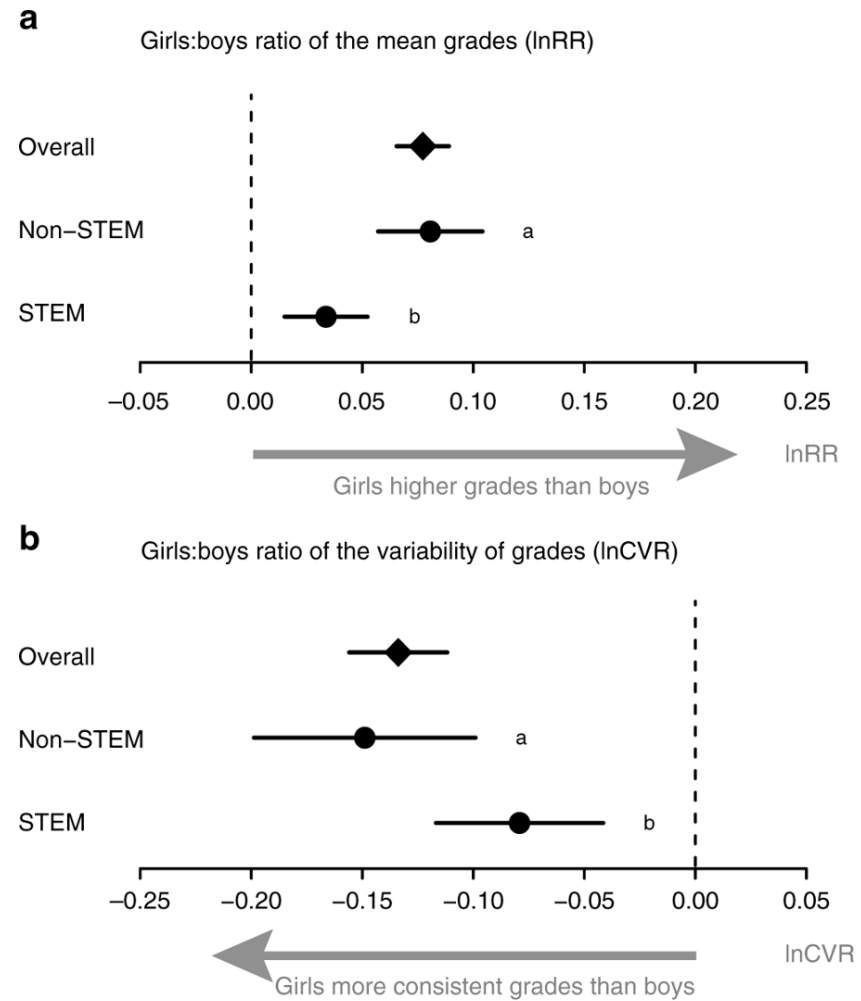 a
Girls:boys ratio of the mean grades (lnRR)
Overall
Non−STEM a
STEM b
−0.05 0.00 0.05 0.10 0.15 0.20 0.25
lnRR
Girls higher grades than boys
b
Girls:boys ratio of the variability of grades (lnCVR)
Overall
Non−STEM a
STEM b
−0.25 −0.20 −0.15 −0.10 −0.05 0.00 0.05
lnCVR
Girls more consistent grades than boys